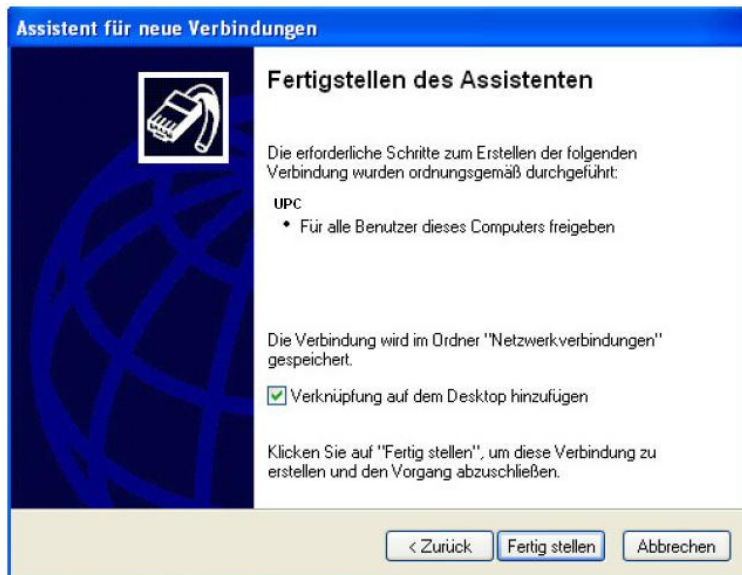 Assistent für neue Verbindungen
Fertigstellen des Assistenten
Die erforderliche Schritte zum Erstellen der folgenden
Verbindung wurden ordnungsgemäß durchgeführt:
UPC
• Für alle Benutzer dieses Computers freigeben
Die Verbindung wird im Ordner "Netzwerkverbindungen"
gespeichert.
Verknüpfung auf dem Desktop hinzufügen
Klicken Sie auf "Fertig stellen", um diese Verbindung zu
erstellen und den Vorgang abzuschließen.
< Zurück Fertig stellen Abbrechen